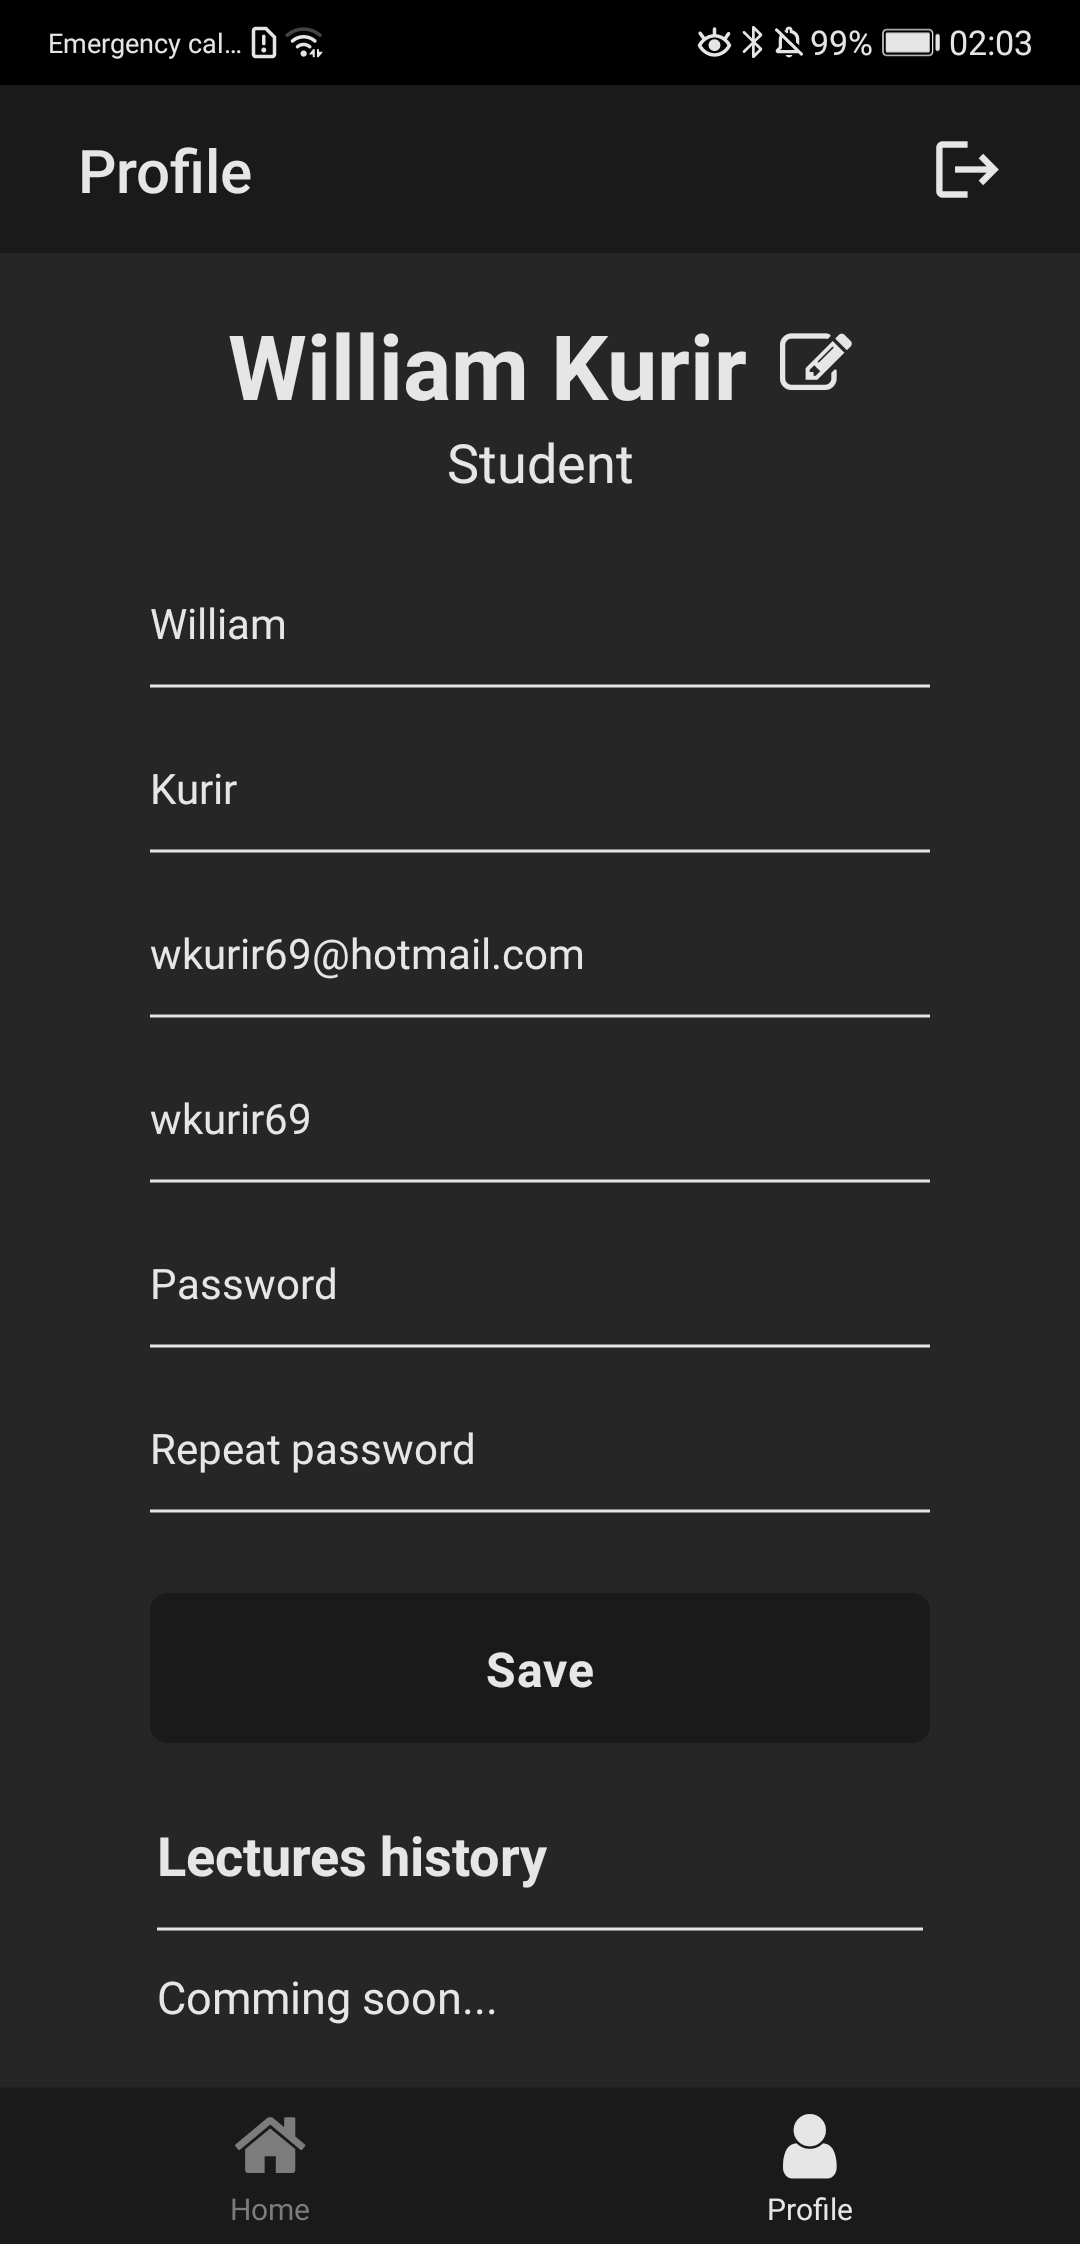 Emergency cal... 99% 02:03
Profile
William Kurir
Student
William
Kurir
wkurir69@hotmail.com
wkurir69
Password
Repeat password
Save
Lectures history
Comming soon...
Home Profile